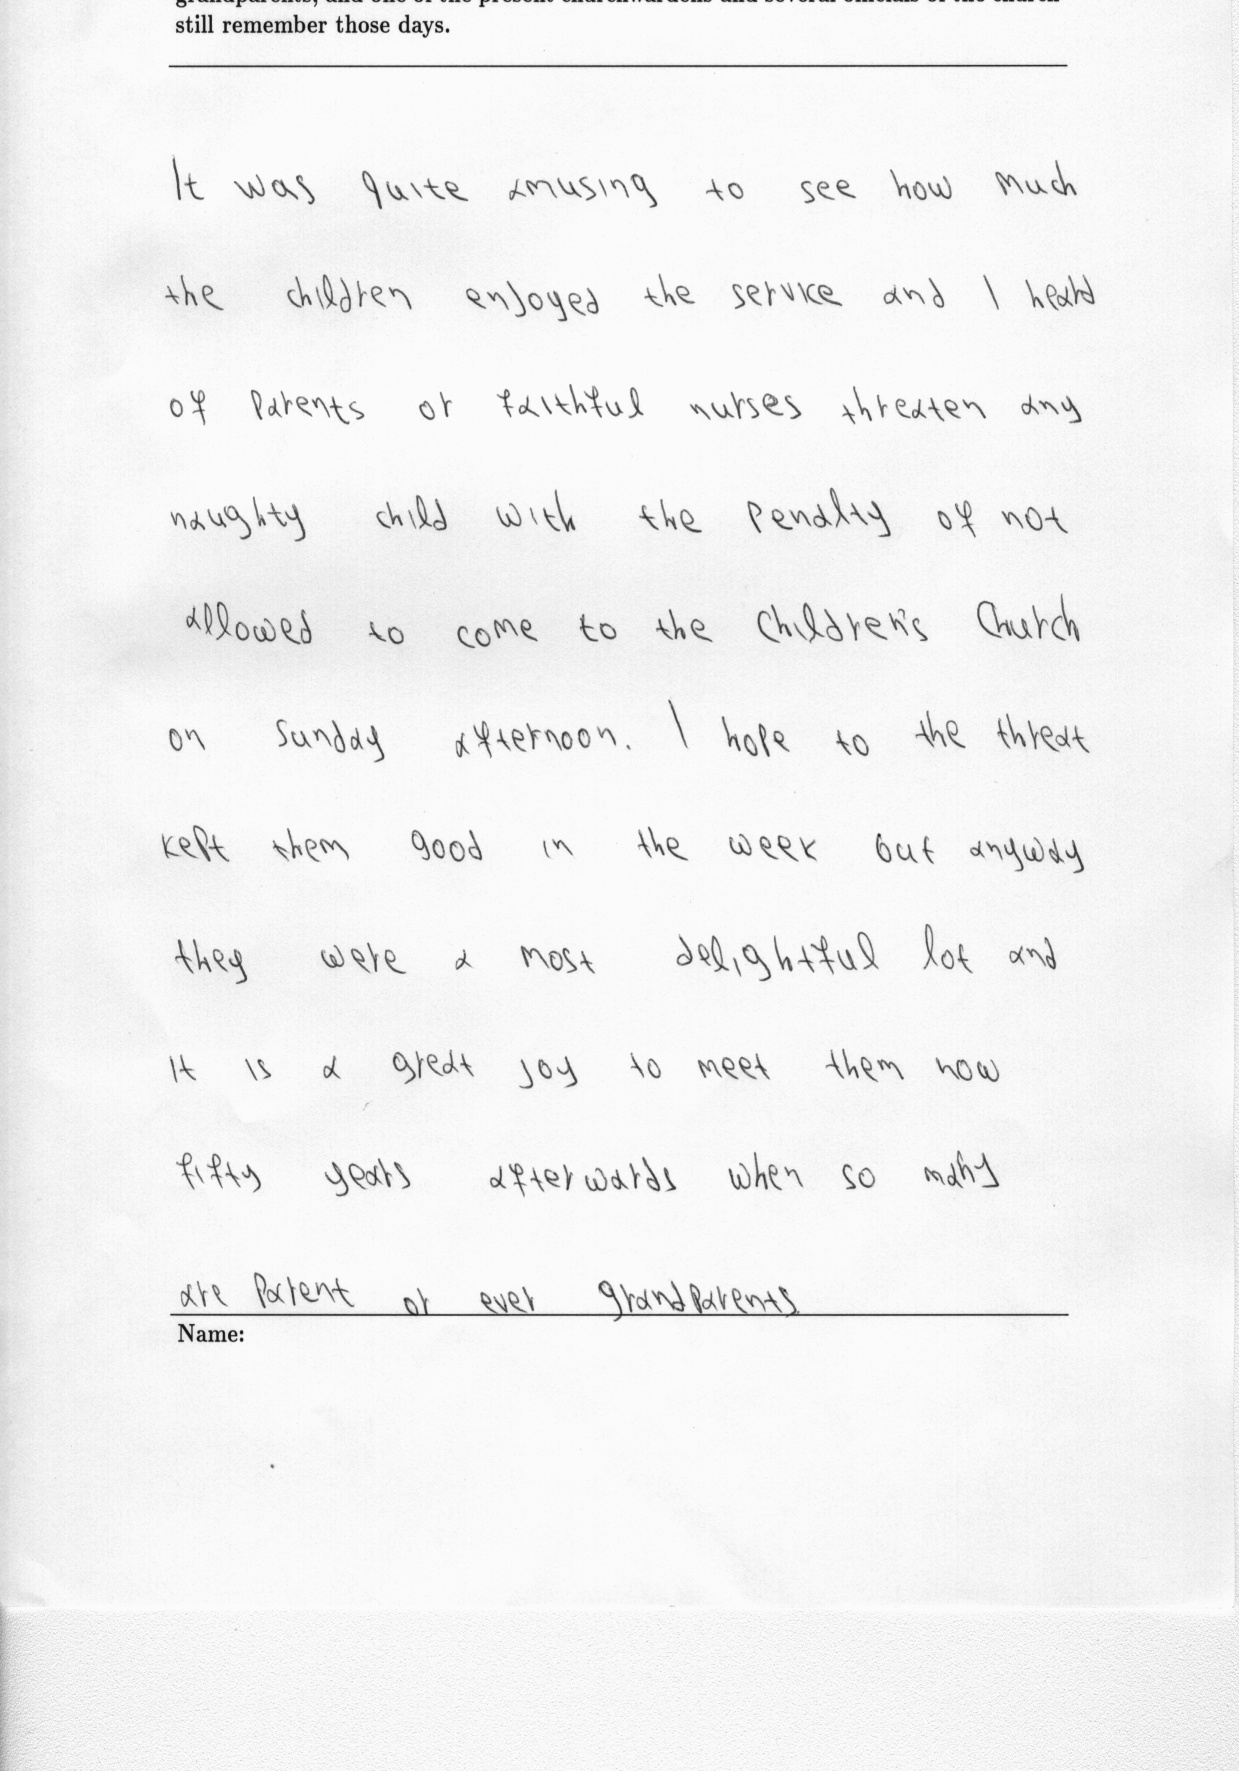 still remember those days.
It was quite amusing to see how much
the children enjoyed the service and I heard
of parents or faithful nurses threaten any
naughty child with the penalty of not
allowed to come to the Children's Church
on Sunday afternoon. I hope to the threat
kept them good in the week but anyway
they were a most delightful lot and
It is a great joy to meet them now
fifty years afterwards when so many
are parent or ever grandparents
Name: